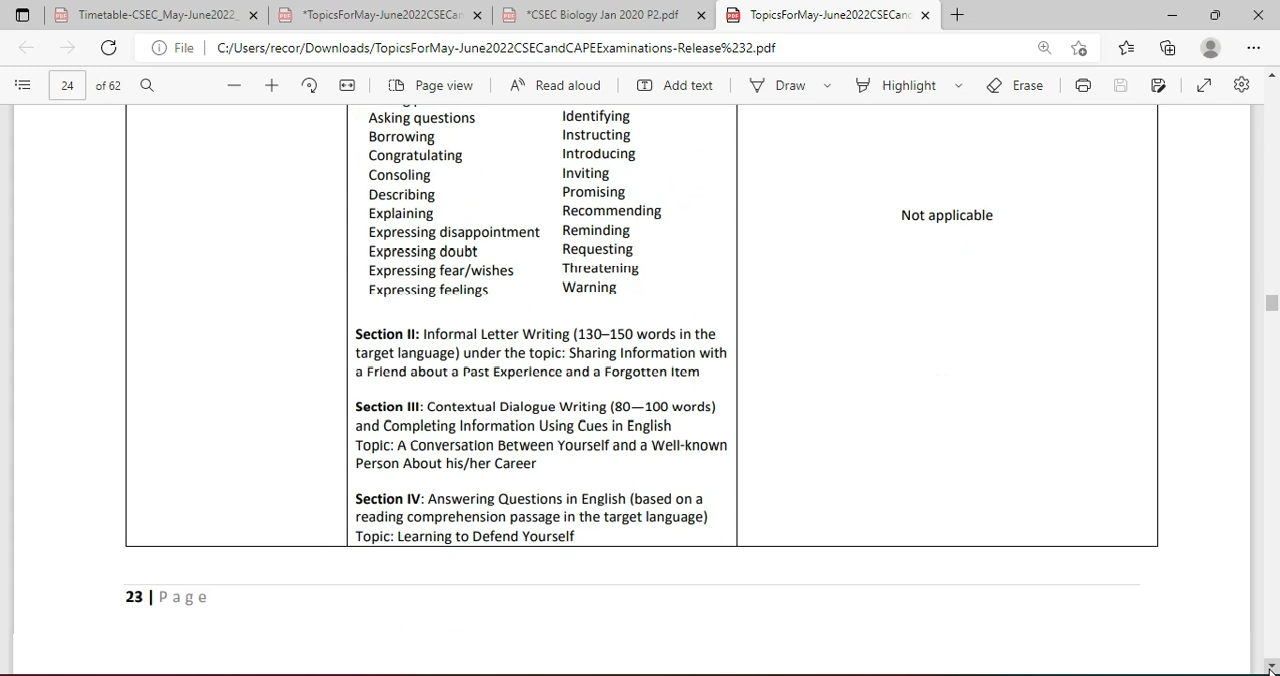 Timetable-CSEC_May-June2022_
*TopicsForMay-June2022CSECan
*CSEC Biology Jan 2020 P2.pdf
TopicsForMay-June2022CSECanc
File
C:/Users/recor/Downloads/TopicsForMay-June2022CSECandCAPEExaminations-Release%232.pdf
24 of 62
Page view
Read aloud
Add text
Draw
Highlight
Erase
Asking questions
Borrowing
Congratulating
Consoling
Describing
Explaining
Expressing disappointment
Expressing doubt
Expressing fear/wishes
Expressing feelings
Identifying
Instructing
Introducing
Inviting
Promising
Recommending
Reminding
Requesting
Threatening
Warning
Not applicable
Section II: Informal Letter Writing (130–150 words in the
target language) under the topic: Sharing Information with
a Friend about a Past Experience and a Forgotten Item
Section III: Contextual Dialogue Writing (80—100 words)
and Completing Information Using Cues in English
Topic: A Conversation Between Yourself and a Well-known
Person About his/her Career
Section IV: Answering Questions in English (based on a
reading comprehension passage in the target language)
Topic: Learning to Defend Yourself
23 | Page